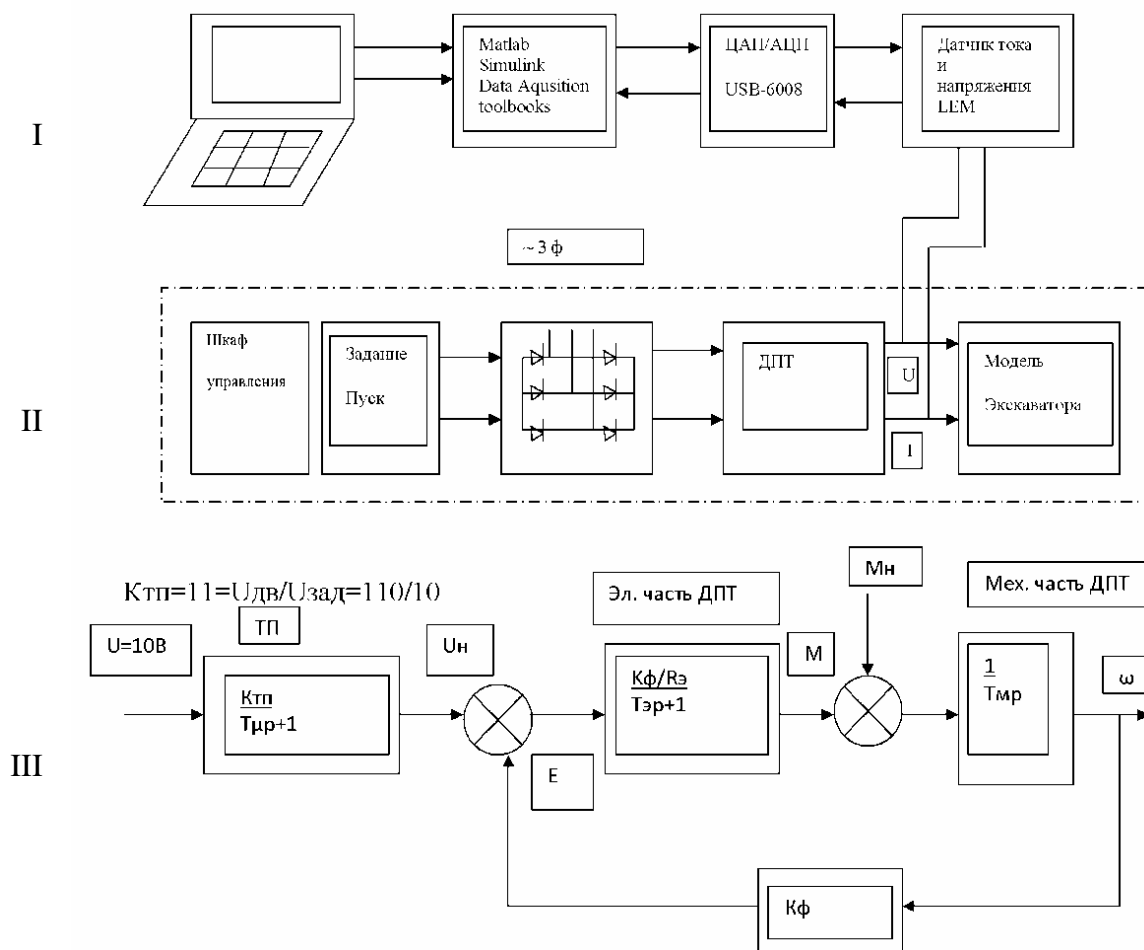 I
Matlab
Simulink
Data Aqusition
toolbooks
ЦАП/АЦП
USB-6008
Датчик тока
и
напряжения
LEM
~ 3 ф
II
Шкаф
управления
Задание
Пуск
ДПТ
U
I
Модель
Экскаватора
III
Kтп=11=Uдв/Uзад=110/10
U=10В
ТП
Uн
Эл. часть ДПТ
Mн
Мех. часть ДПТ
Kтп
Tμp+1
E
Kф/Rэ
Tэp+1
M
1
Tмp
ω
Kф